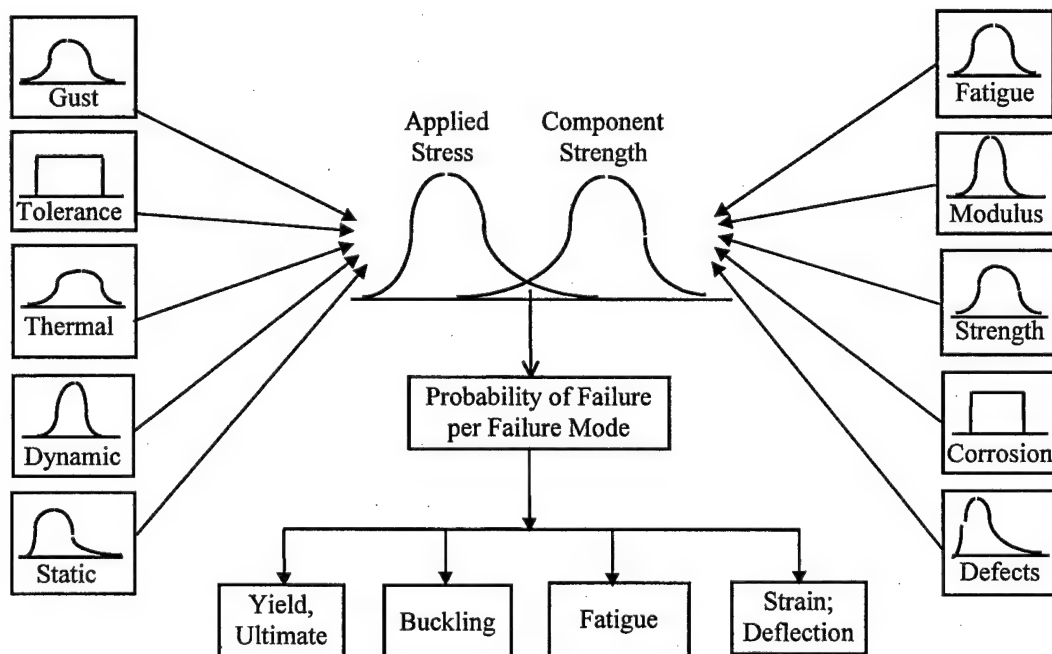 Gust
Tolerance
Thermal
Dynamic
Static
Applied
Stress
Component
Strength
Probability of Failure
per Failure Mode
Yield,
Ultimate
Buckling
Fatigue
Strain;
Deflection
Fatigue
Modulus
Strength
Corrosion
Defects